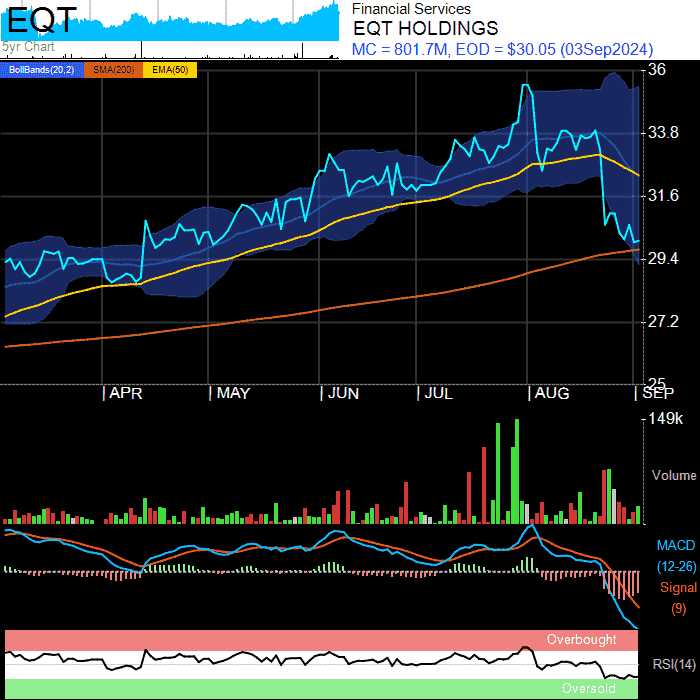 EQT
5yr Chart
Financial Services
EQT HOLDINGS
MC = 801.7M, EOD = $30.05 (03Sep2024)
BollBands(20,2) SMA(200) EMA(50)
36
33.8
31.6
29.4
27.2
25
APR MAY JUN JUL AUG SEP
149k
Volume
MACD
(12-26)
Signal
(9)
Overbought
RSI(14)
Oversold